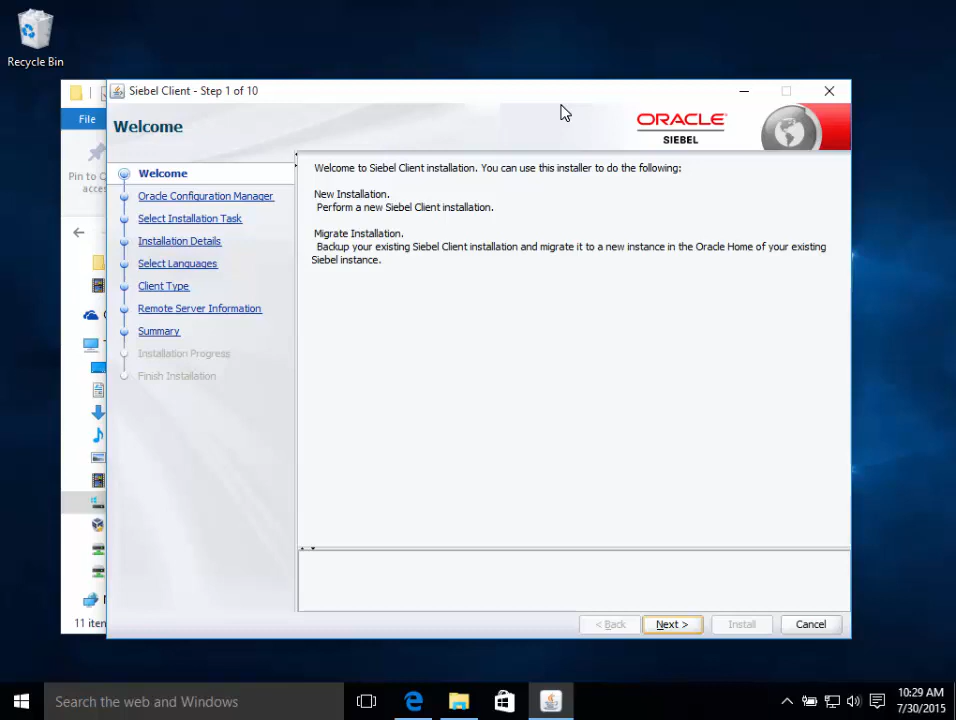 Recycle Bin
Siebel Client - Step 1 of 10
File
Welcome
ORACLE
SIEBEL
Pin to Q
acces
Welcome
Oracle Configuration Manager
Select Installation Task
Installation Details
Select Languages
Client Type
Remote Server Information
Summary
Installation Progress
Finish Installation
Welcome to Siebel Client installation. You can use this installer to do the following:
New Installation.
Perform a new Siebel Client installation.
Migrate Installation.
Backup your existing Siebel Client installation and migrate it to a new instance in the Oracle Home of your existing
Siebel instance.
11 iten
< Back
Next >
Install
Cancel
Search the web and Windows
10:29 AM
7/30/2015